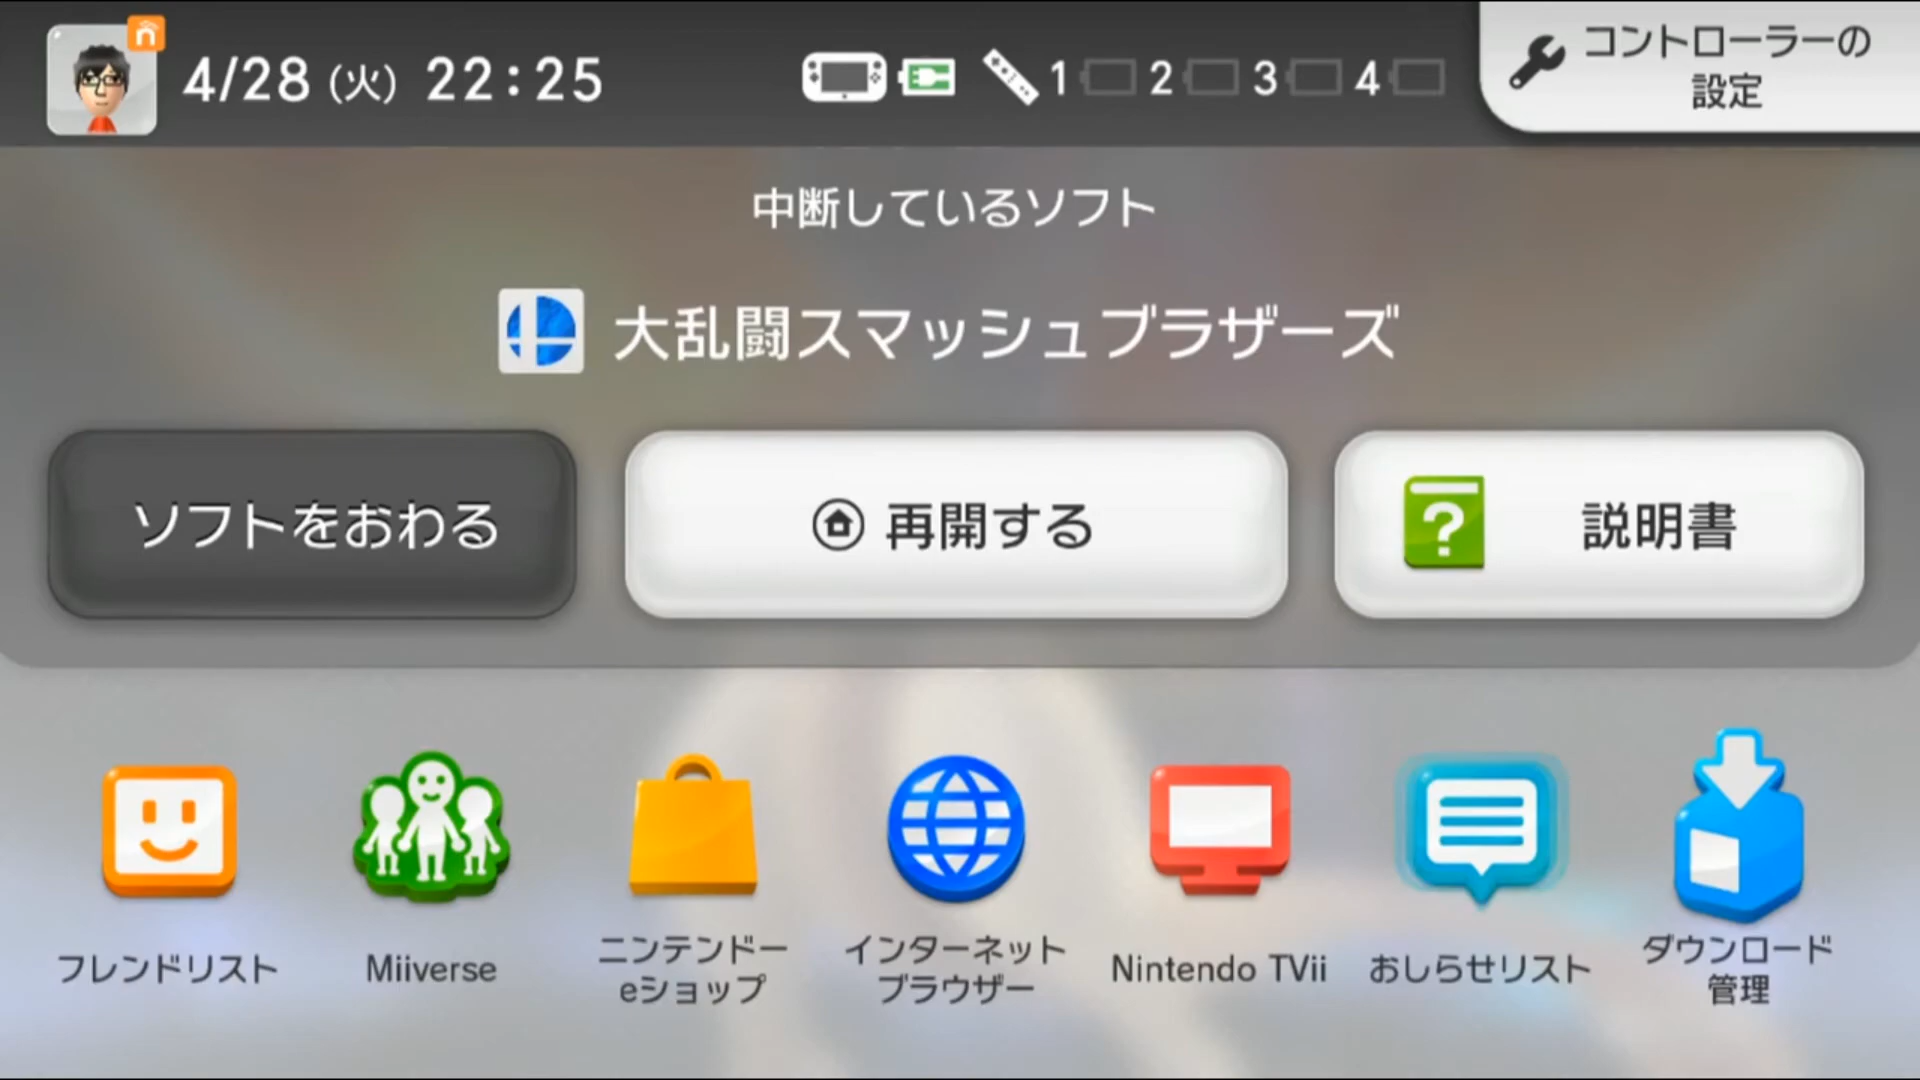 4/28 (火) 22:25
1 2 3 4
コントローラーの
設定
中断しているソフト
大乱闘スマッシュブラザーズ
ソフトをおわる
再開する
?
説明書
フレンドリスト
Miiverse
ニンテンドー
eショップ
インターネット
ブラウザー
Nintendo TVii
おしらせリスト
ダウンロード
管理